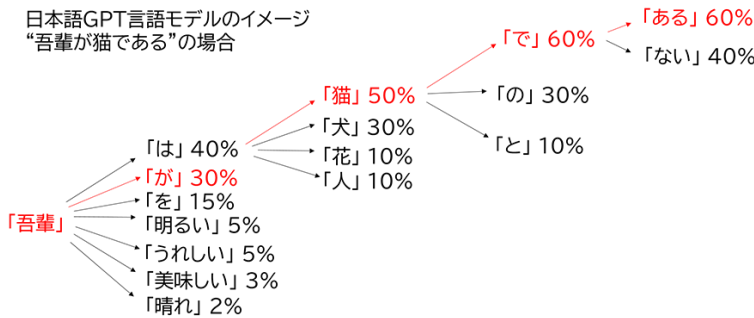 日本語GPT言語モデルのイメージ
“吾輩が猫である”の場合
「吾輩」
「は」 40%
「が」 30%
「を」 15%
「明るい」 5%
「うれしい」 5%
「美味しい」 3%
「晴れ」 2%
「猫」 50%
「犬」 30%
「花」 10%
「人」 10%
「で」 60%
「の」 30%
「と」 10%
「ある」 60%
「ない」 40%